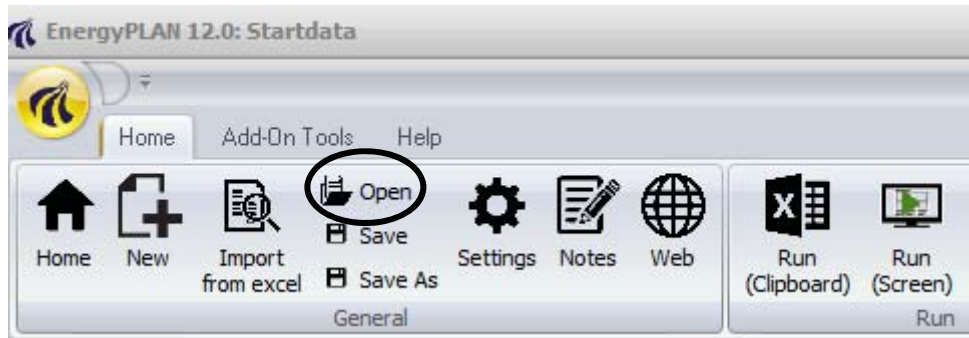 EnergyPLAN 12.0: Startdata
Home Add-On Tools Help
Open
Save
Save As
Home New Import from excel Settings Notes Web Run (Clipboard) Run (Screen)
General Run